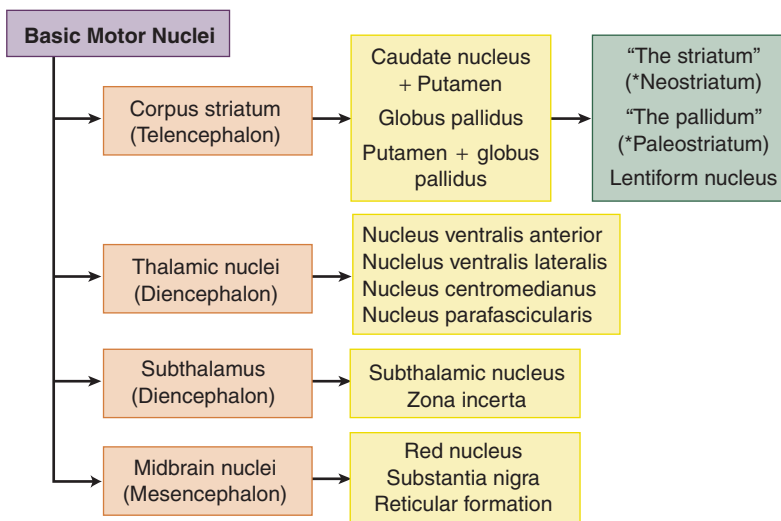 Basic Motor Nuclei
Corpus striatum
(Telencephalon)
Caudate nucleus
+ Putamen
Globus pallidus
Putamen + globus
pallidus
“The striatum”
(*Neostriatum)
“The pallidum”
(*Paleostriatum)
Lentiform nucleus
Thalamic nuclei
(Diencephalon)
Nucleus ventralis anterior
Nuclelus ventralis lateralis
Nucleus centromedianus
Nucleus parafascicularis
Subthalamus
(Diencephalon)
Subthalamic nucleus
Zona incerta
Midbrain nuclei
(Mesencephalon)
Red nucleus
Substantia nigra
Reticular formation